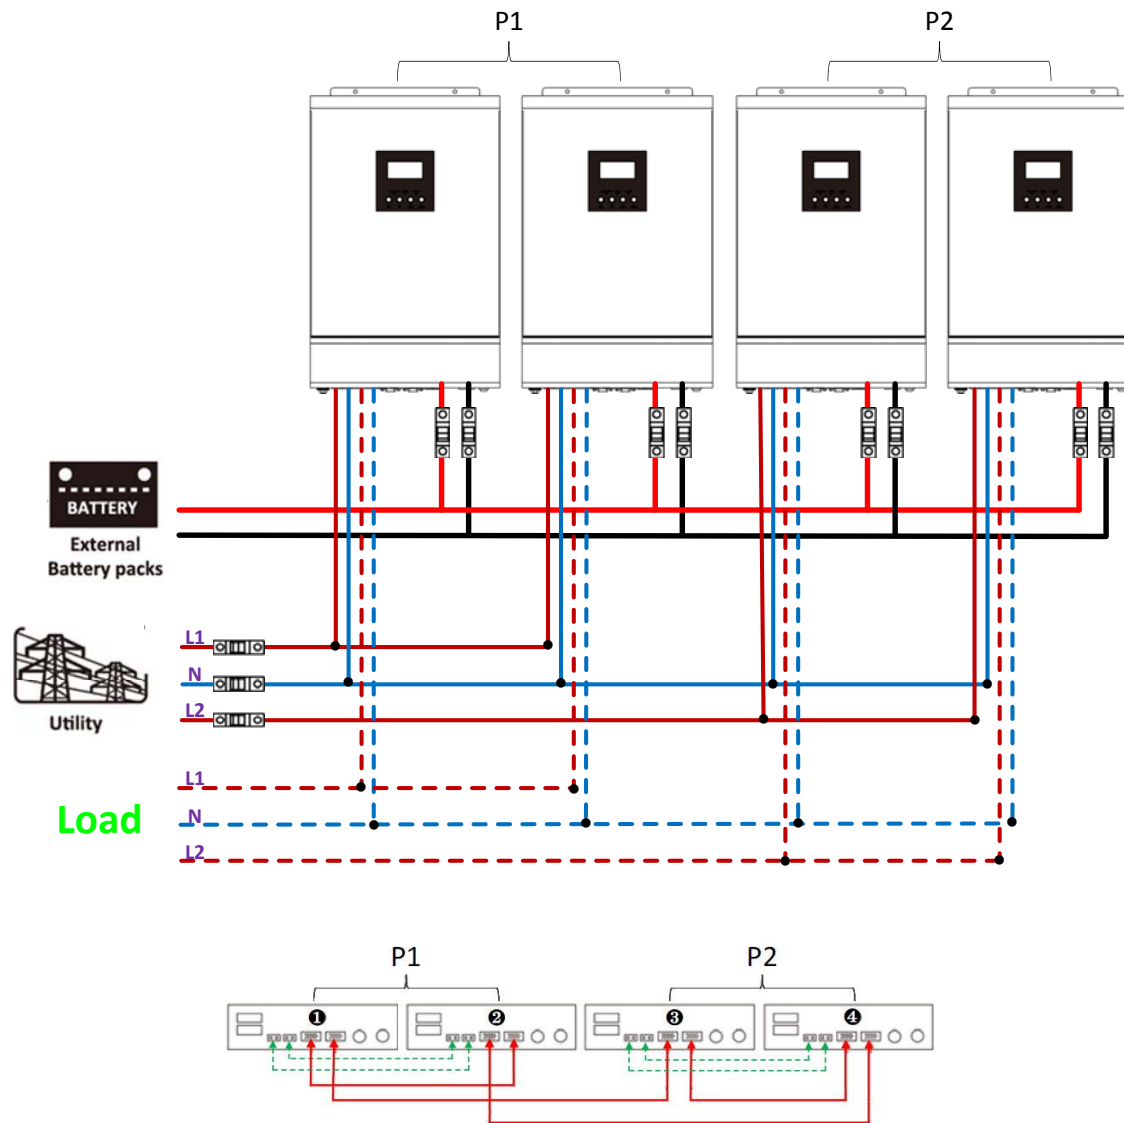 P1
P2
BATTERY
External
Battery packs
L1
N
L2
Utility
L1
N
L2
Load
P1
P2
❶
❷
❸
❹